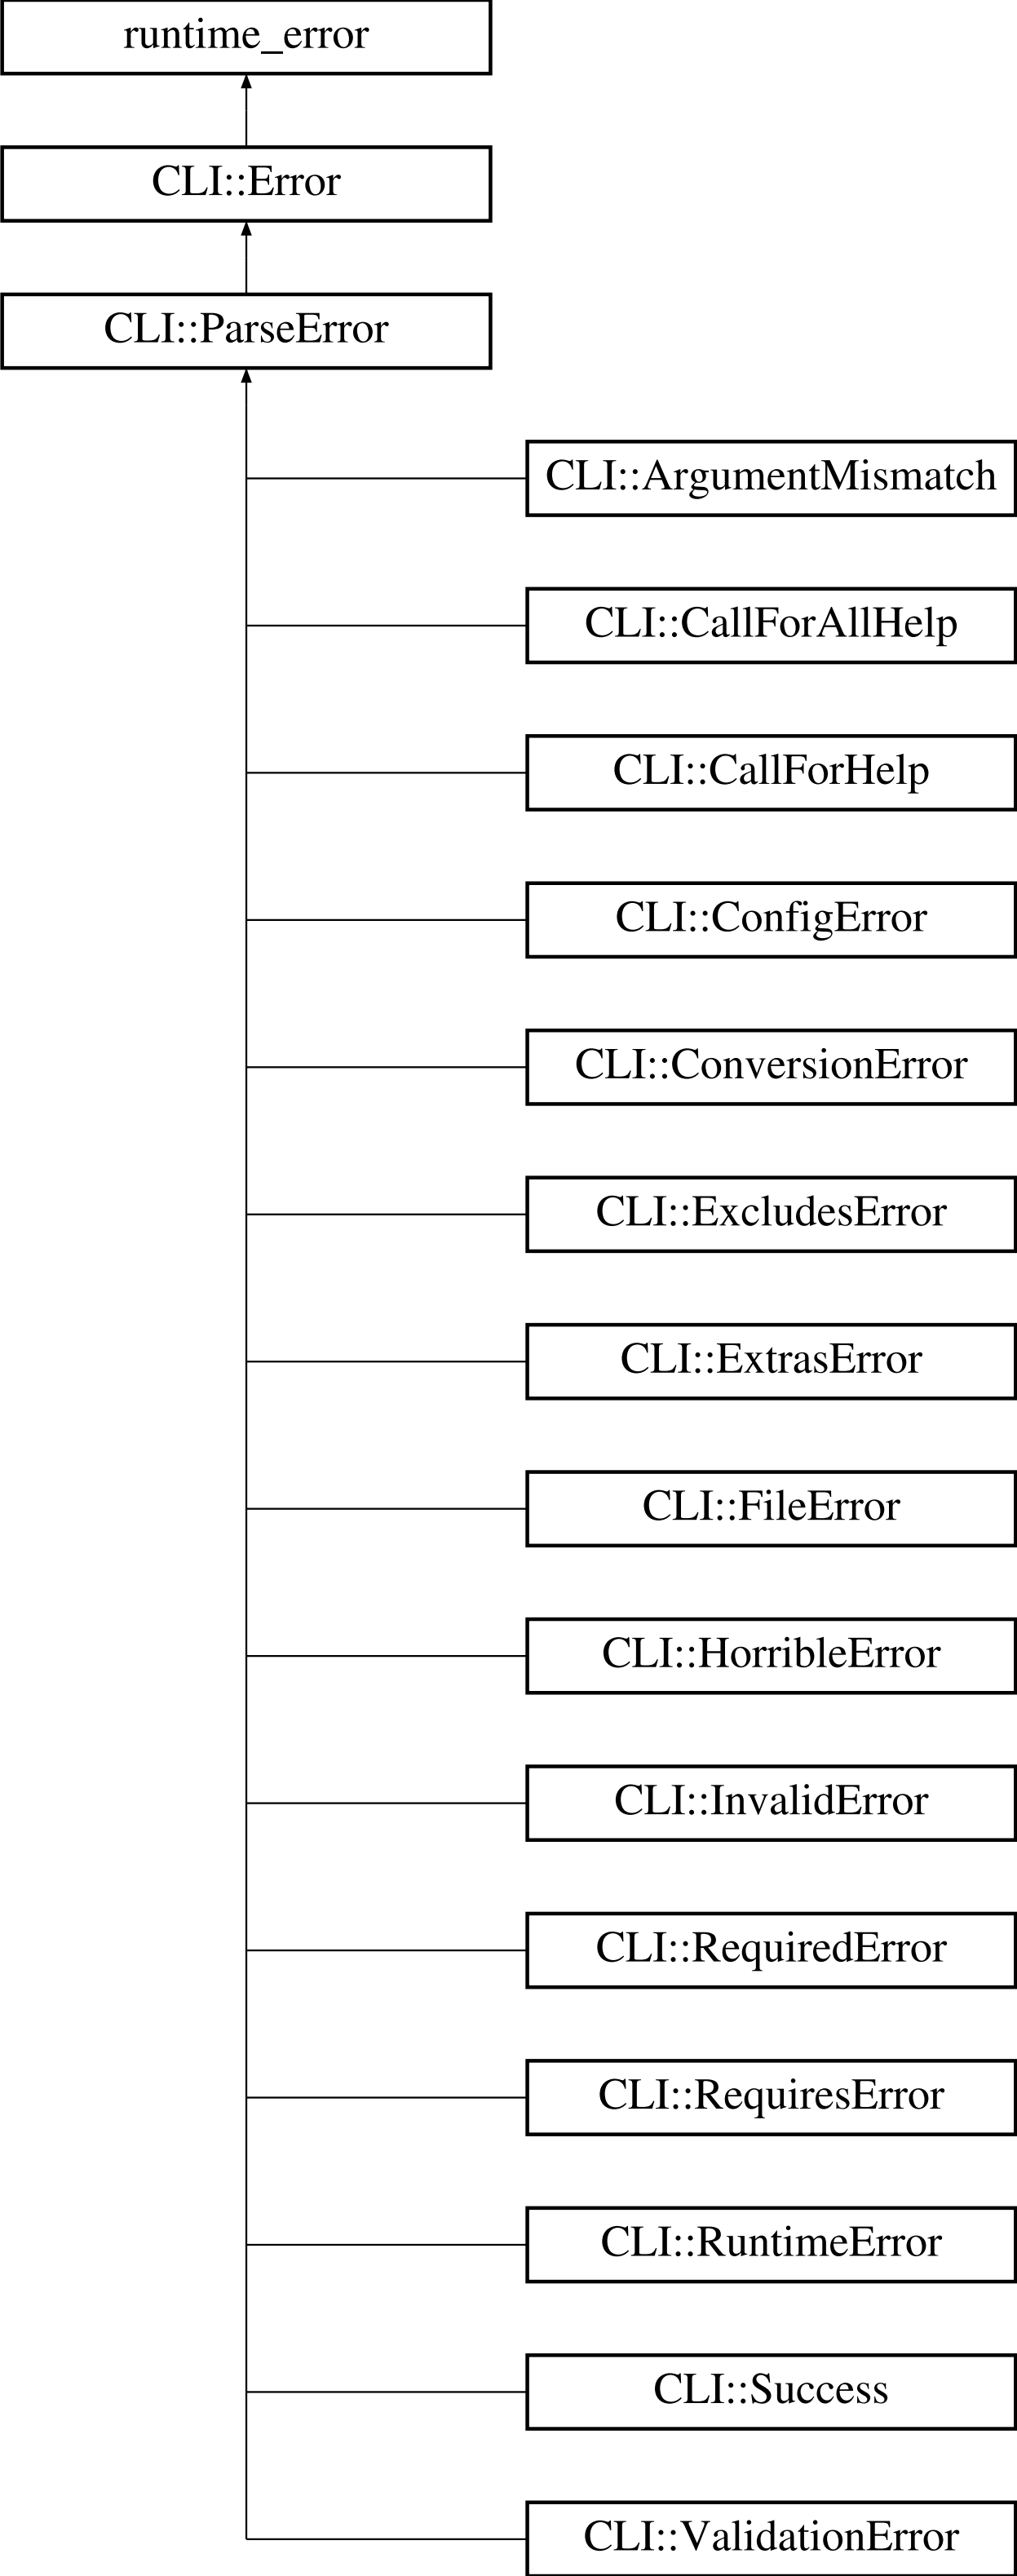 runtime_error
CLI::Error
CLI::ParseError
CLI::ArgumentMismatch
CLI::CallForAllHelp
CLI::CallForHelp
CLI::ConfigError
CLI::ConversionError
CLI::ExcludesError
CLI::ExtrasError
CLI::FileError
CLI::HorribleError
CLI::InvalidError
CLI::RequiredError
CLI::RequiresError
CLI::RuntimeError
CLI::Success
CLI::ValidationError